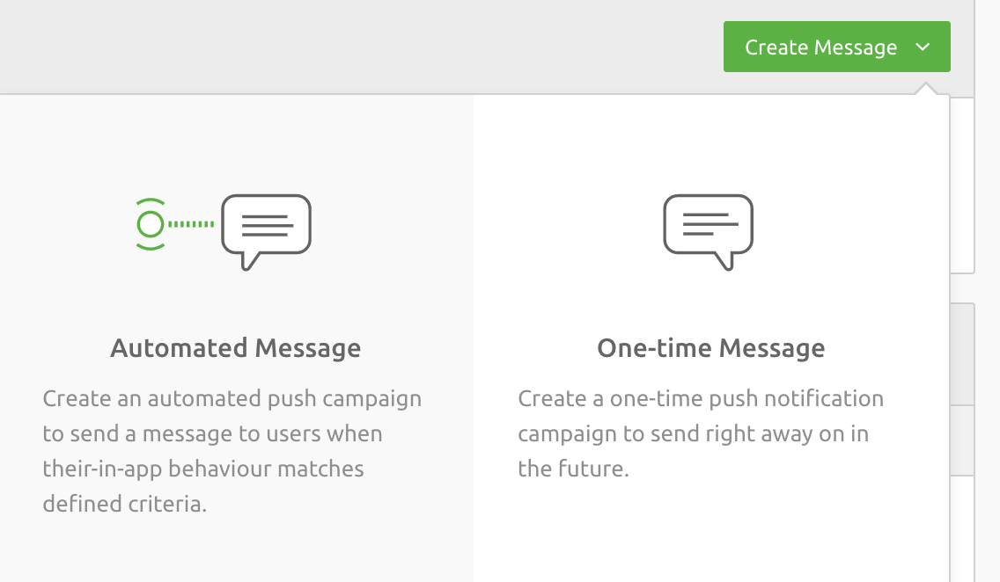 Create Message
Automated Message
Create an automated push campaign
to send a message to users when
their-in-app behaviour matches
defined criteria.
One-time Message
Create a one-time push notification
campaign to send right away on in
the future.